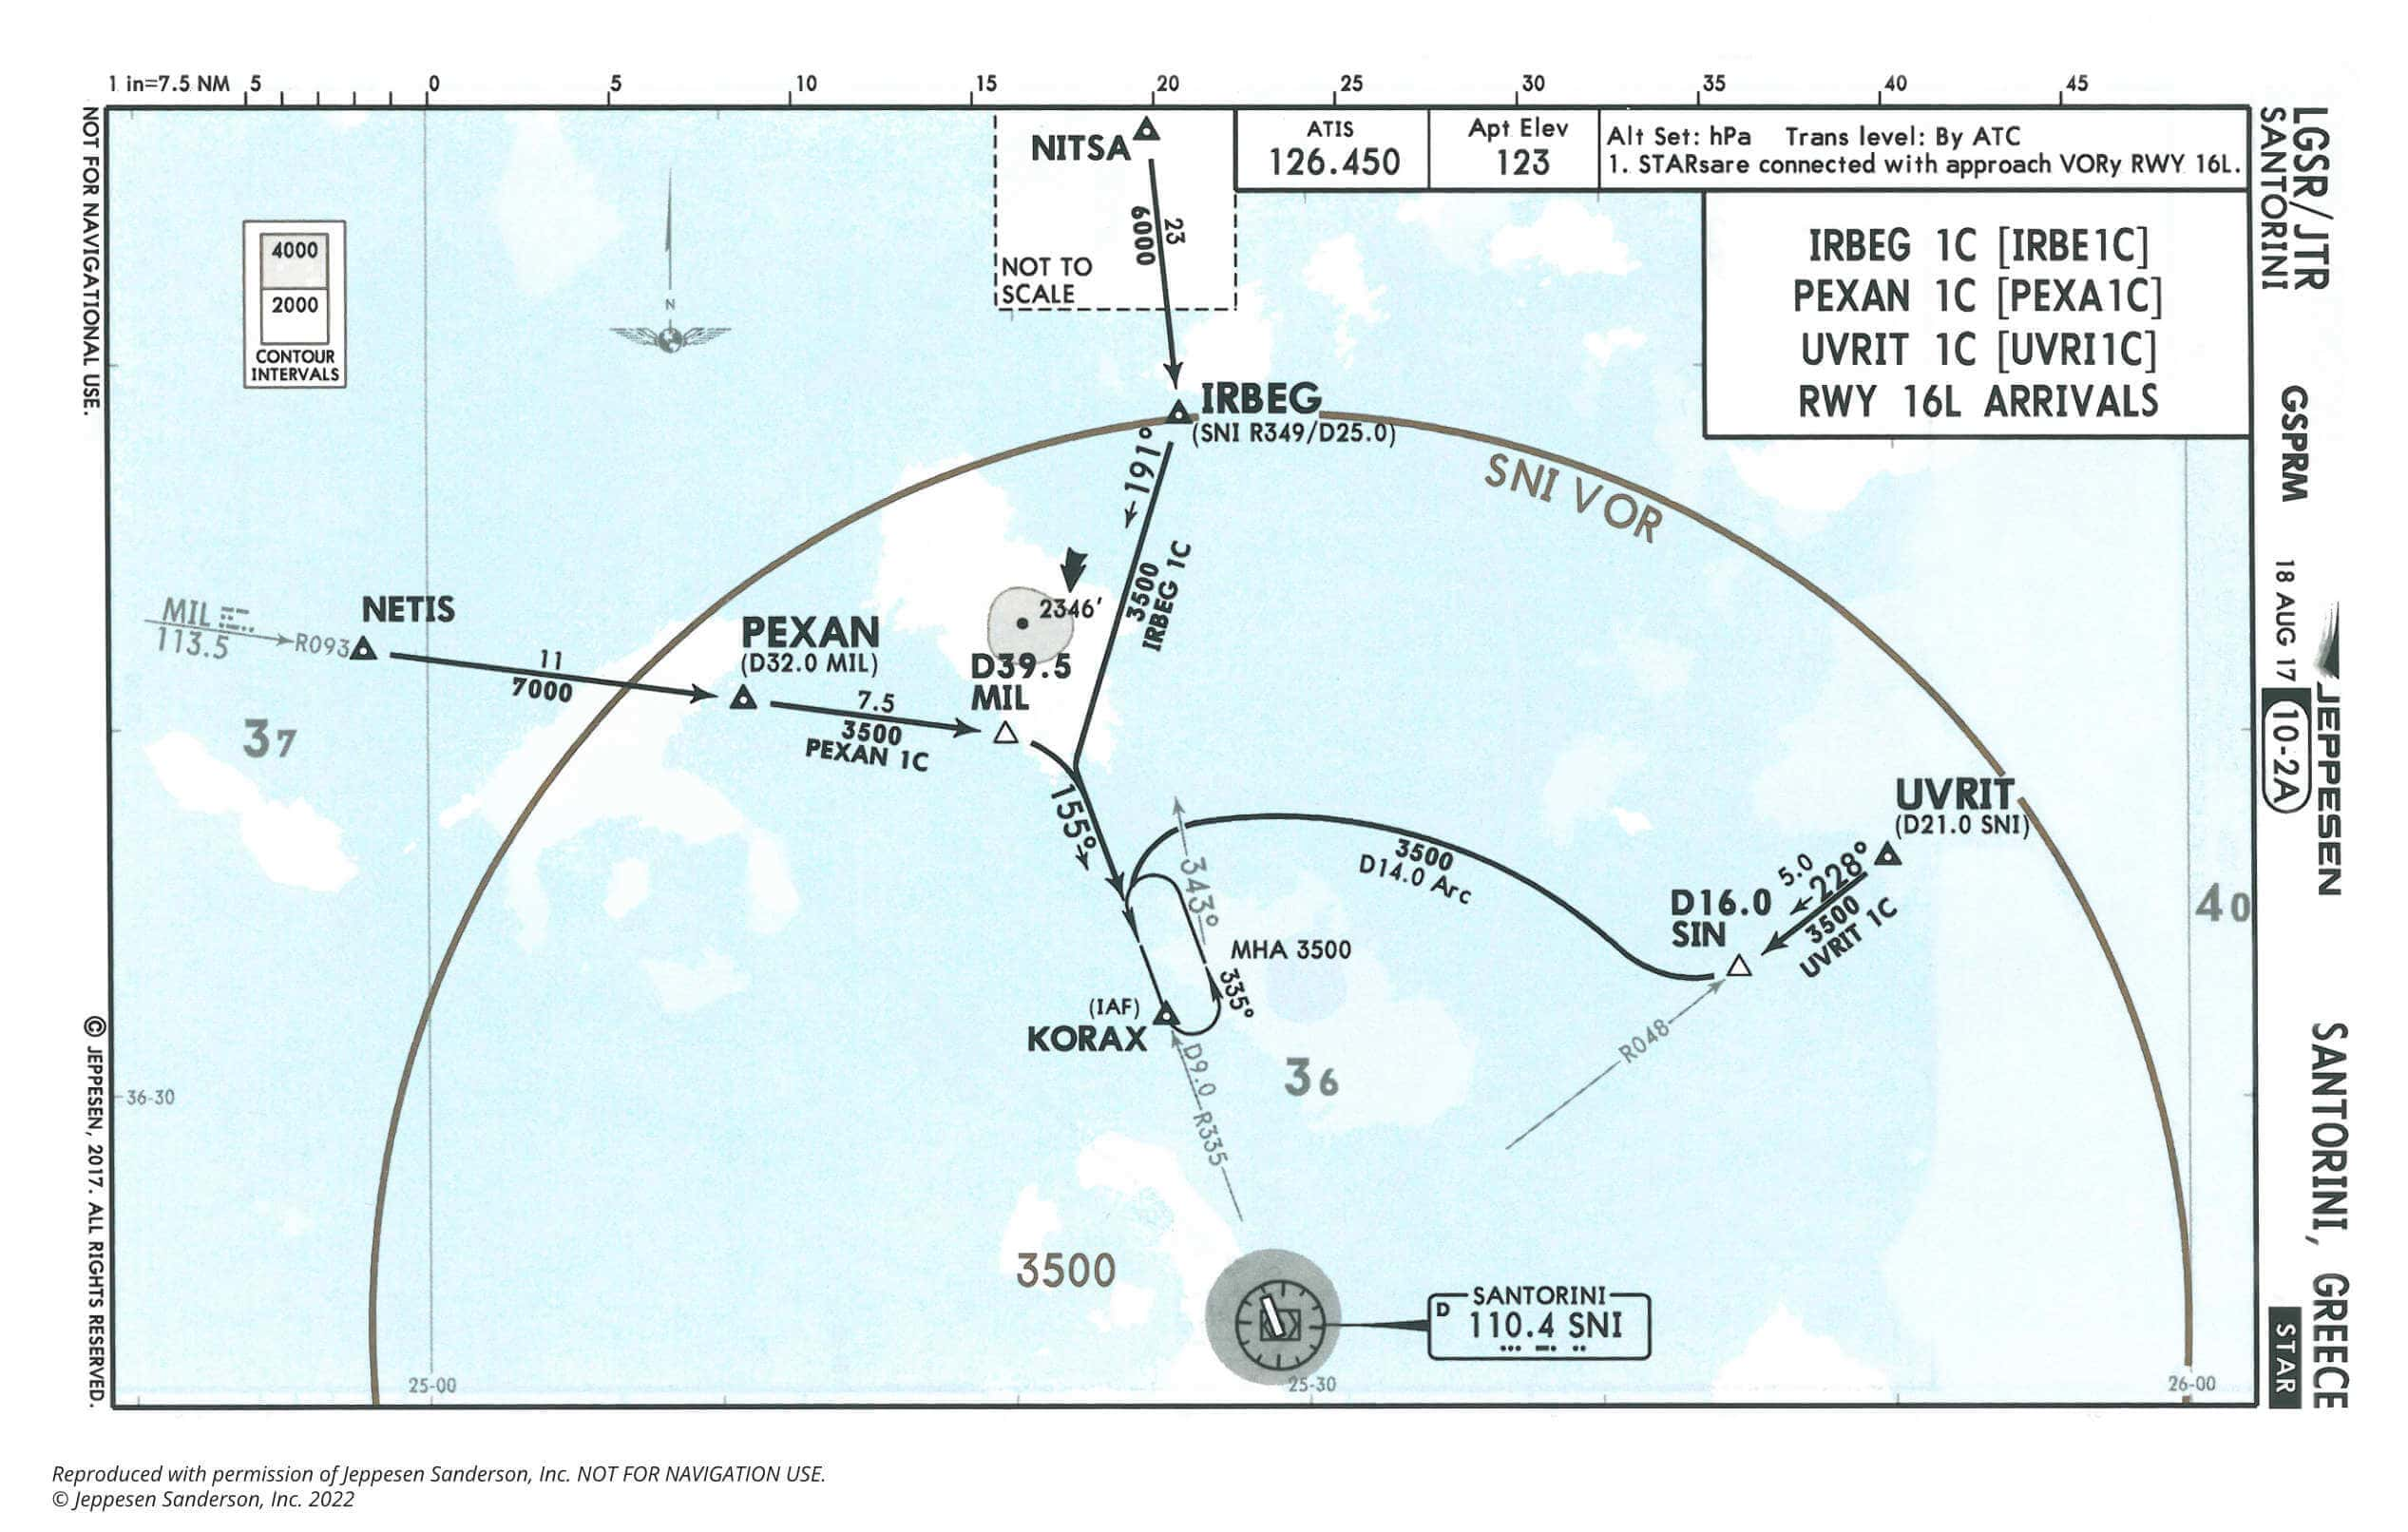 1 in=7.5 NM 5 0 5 10 15 20 25 30 35 40 45
NOT FOR NAVIGATIONAL USE.
© JEPPESEN, 2017. ALL RIGHTS RESERVED.
ATIS
126.450
Apt Elev
123
Alt Set: hPa Trans level: By ATC
1. STARsare connected with approach VORy RWY 16L.
IRBEG 1C [IRBE1C]
PEXAN 1C [PEXA1C]
UVRIT 1C [UVRI1C]
RWY 16L ARRIVALS
LGSR/JTR
SANTORINI
GSPRM
18 AUG 17
10-2A
JEPPESEN
SANTORINI, GREECE
STAR
4000
2000
CONTOUR
INTERVALS
N
NITSA
23
6000
NOT TO
SCALE
IRBEG
(SNI R349/D25.0)
191°
3500
IRBEG 1C
SNI VOR
2346'
MIL
113.5
R093
NETIS
11
7000
PEXAN
(D32.0 MIL)
7.5
3500
PEXAN 1C
D39.5
MIL
37
155°
UVRIT
(D21.0 SNI)
5.0
228°
3500
UVRIT 1C
D16.0
SIN
3500
D14.0 Arc
40
343°
MHA 3500
335°
(IAF)
KORAX
D9.0
R335
R048
36
36-30
3500
SANTORINI
D 110.4 SNI
25-00
25-30
26-00
Reproduced with permission of Jeppesen Sanderson, Inc. NOT FOR NAVIGATION USE.
© Jeppesen Sanderson, Inc. 2022